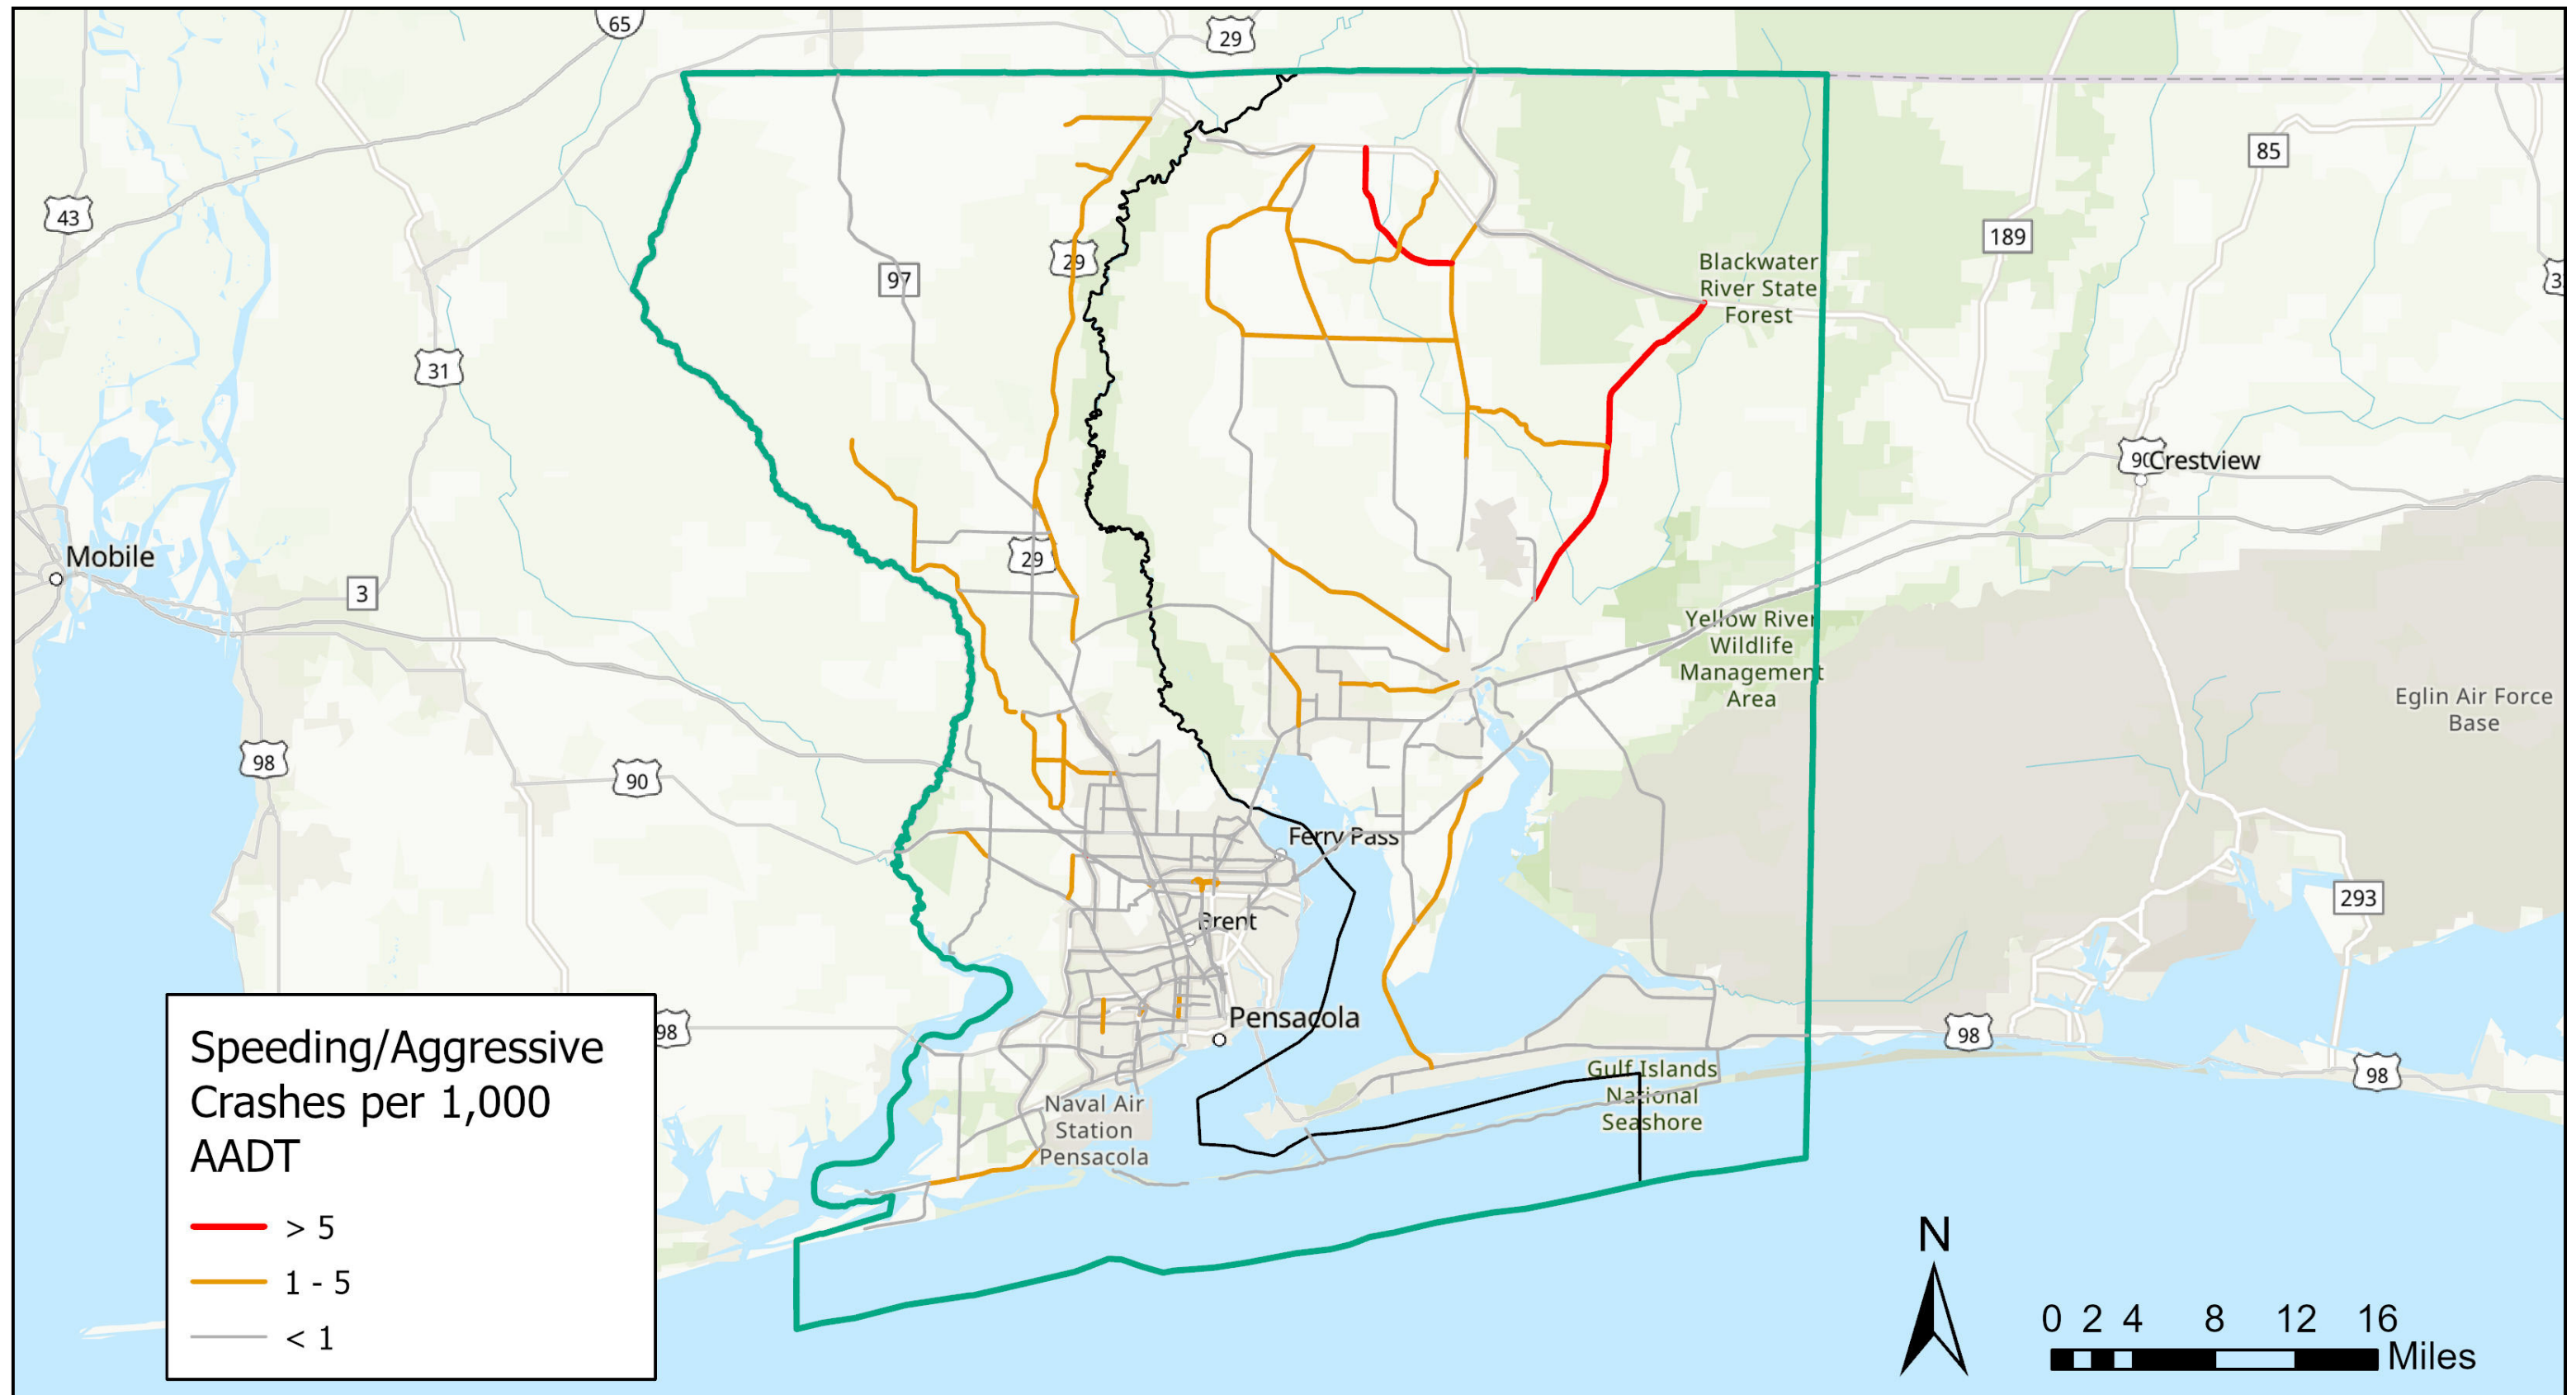 65
29
85
43
189
29
97
Blackwater
River State
Forest
3
31
90
Crestview
Mobile
29
3
Yellow River
Wildlife
Management
Area
Eglin Air Force
Base
98
90
Ferry Pass
293
Brent
Pensacola
98
98
98
Gulf Islands
National
Seashore
Naval Air
Station
Pensacola
Speeding/Aggressive
Crashes per 1,000
AADT
> 5
1 - 5
< 1
N
0 2 4 8 12 16
Miles